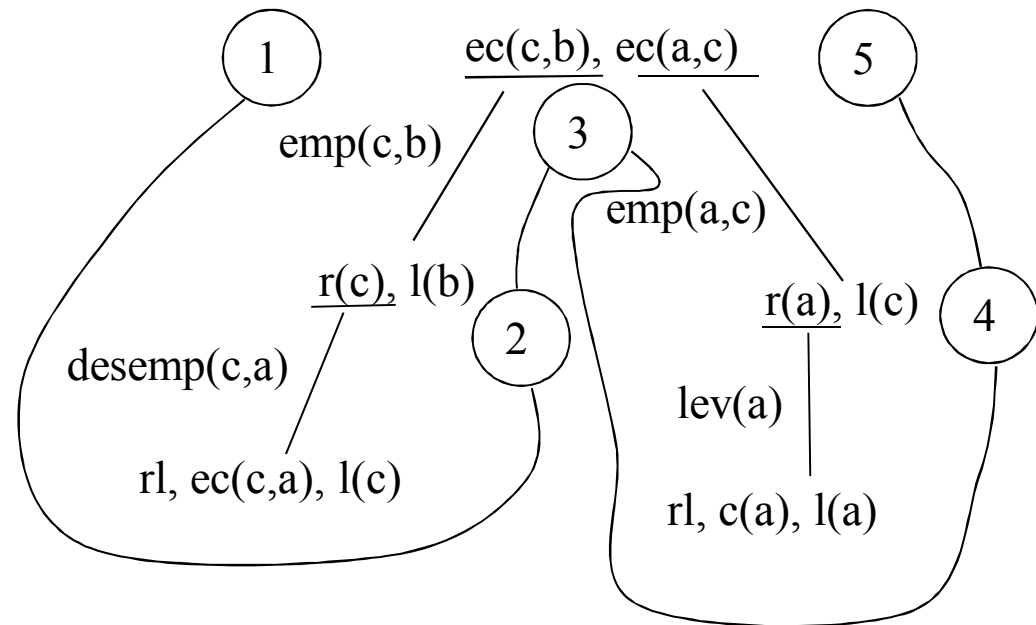 1
ec(c,b), ec(a,c)
5
3
emp(c,b)
emp(a,c)
r(c), l(b)
r(a), l(c)
2
4
desemp(c,a)
lev(a)
rl, ec(c,a), l(c)
rl, c(a), l(a)